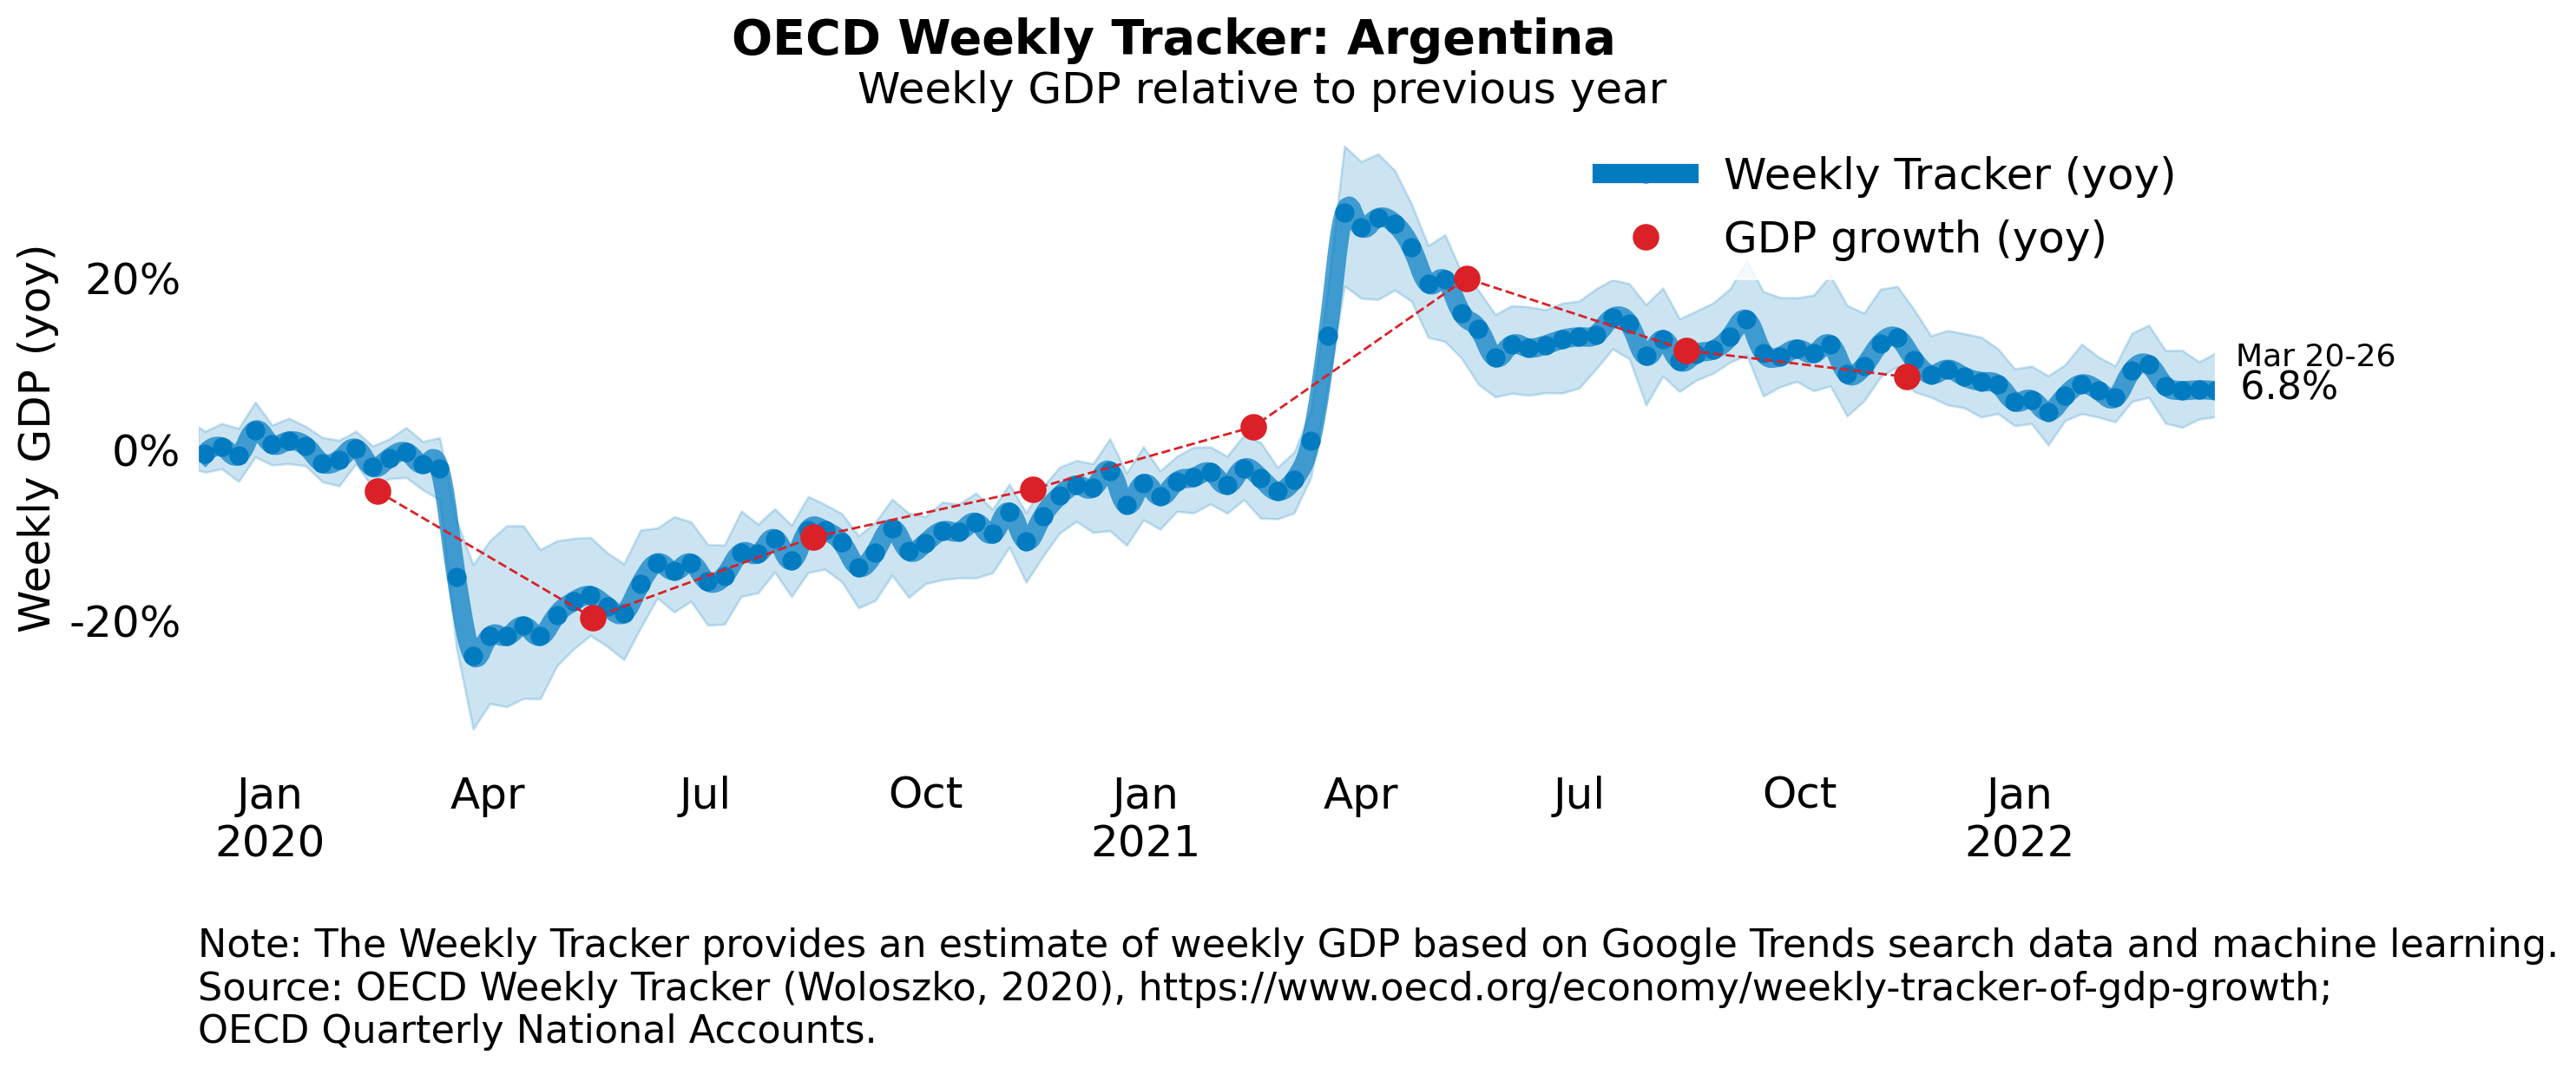 OECD Weekly Tracker: Argentina
Weekly GDP relative to previous year
Weekly Tracker (yoy)
GDP growth (yoy)
Weekly GDP (yoy)
20%
0%
-20%
Mar 20-26
6.8%
Jan Apr Jul Oct Jan Apr Jul Oct Jan
2020 2021 2022
Note: The Weekly Tracker provides an estimate of weekly GDP based on Google Trends search data and machine learning.
Source: OECD Weekly Tracker (Woloszko, 2020), https://www.oecd.org/economy/weekly-tracker-of-gdp-growth;
OECD Quarterly National Accounts.